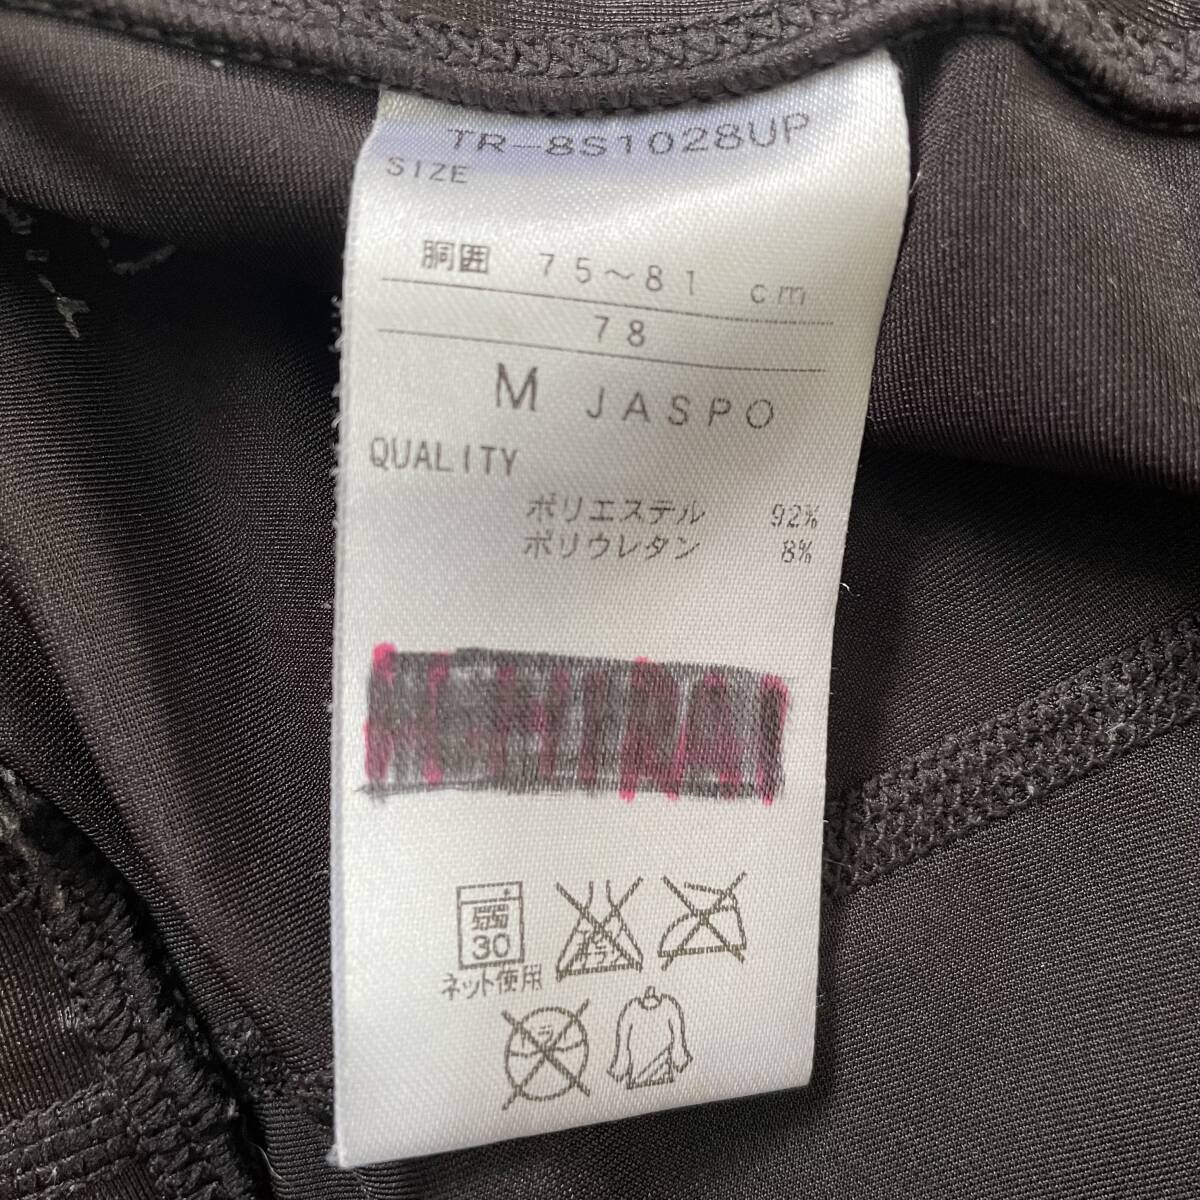 TR-8S1028UP
SIZE
胴囲 75～81 cm
78
M JASPO
QUALITY
ポリエステル 92%
ポリウレタン 8%
30
ネット使用